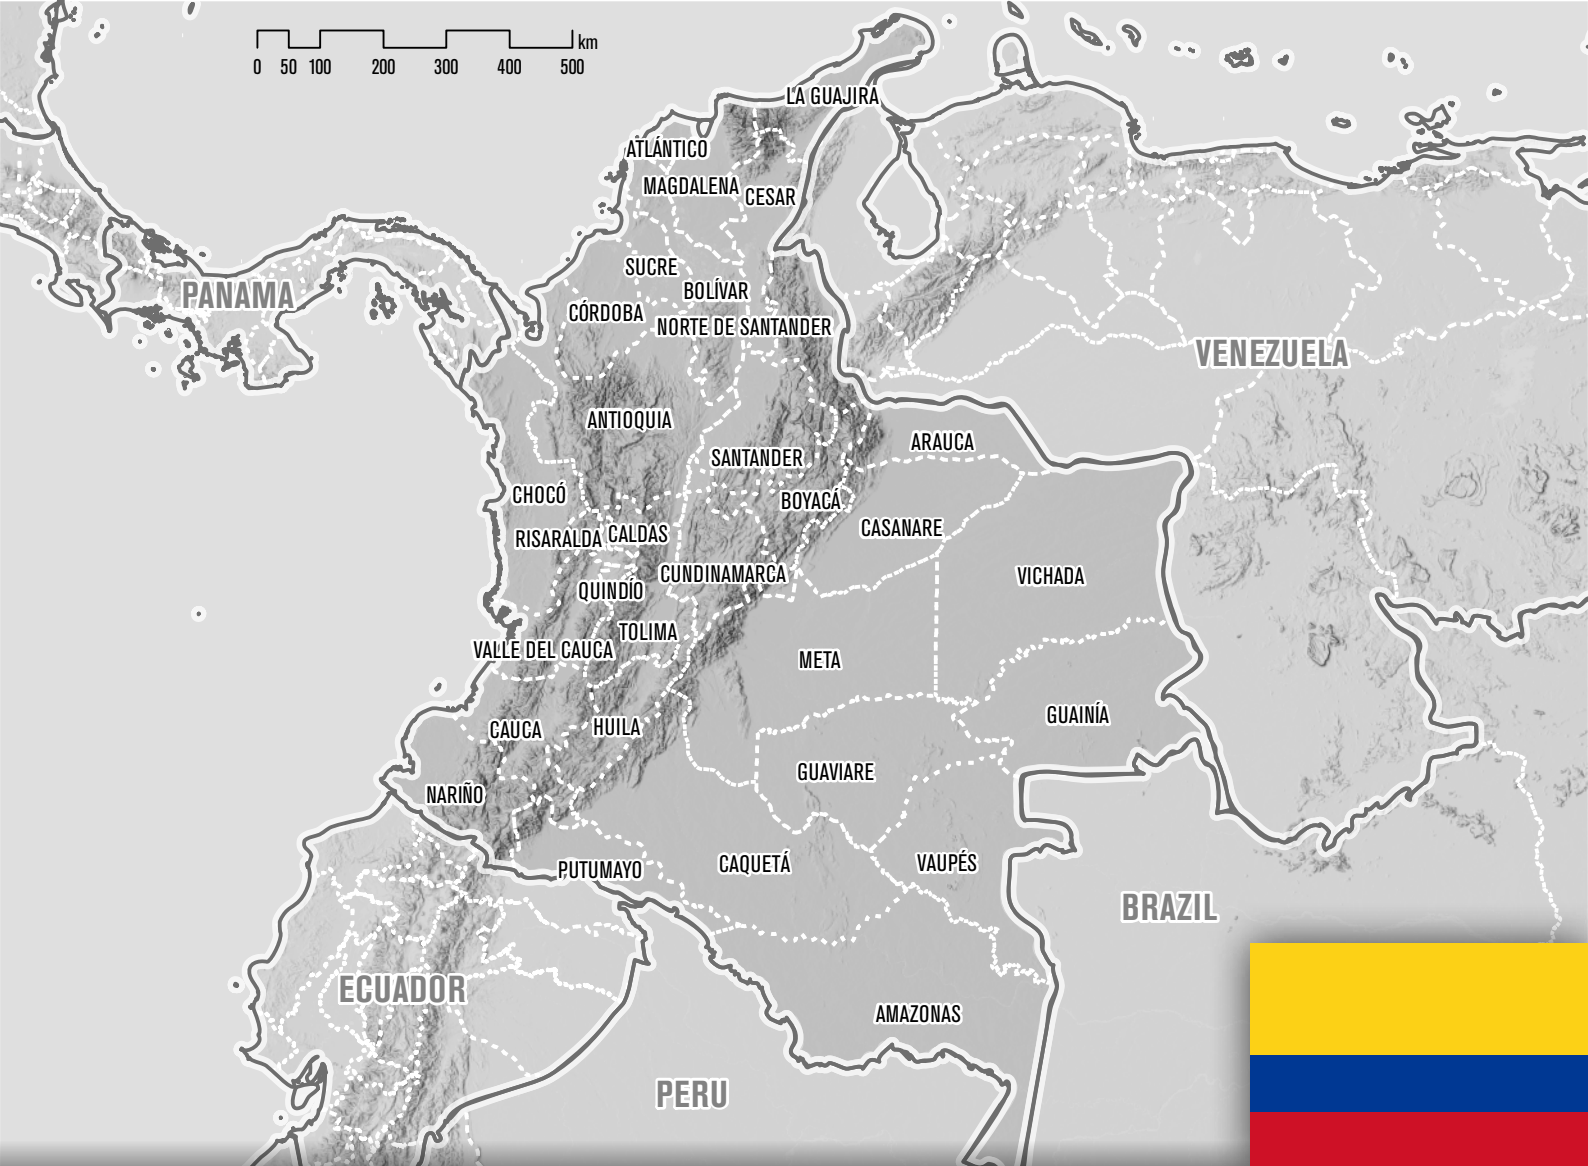 km
0 50 100 200 300 400 500
LA GUAJIRA
ATLÁNTICO
MAGDALENA
CESAR
SUCRE
BOLÍVAR
PANAMA
CÓRDOBA
NORTE DE SANTANDER
VENEZUELA
ANTIOQUIA
ARAUCA
SANTANDER
CHOCÓ
BOYACÁ
CASANARE
RISARALDA
CALDAS
CUNDINAMARCA
VICHADA
QUINDÍO
TOLIMA
VALLE DEL CAUCA
META
GUAINÍA
CAUCA
HUILA
GUAVIARE
NARIÑO
CAQUETÁ
VAUPÉS
PUTUMAYO
BRAZIL
ECUADOR
AMAZONAS
PERU